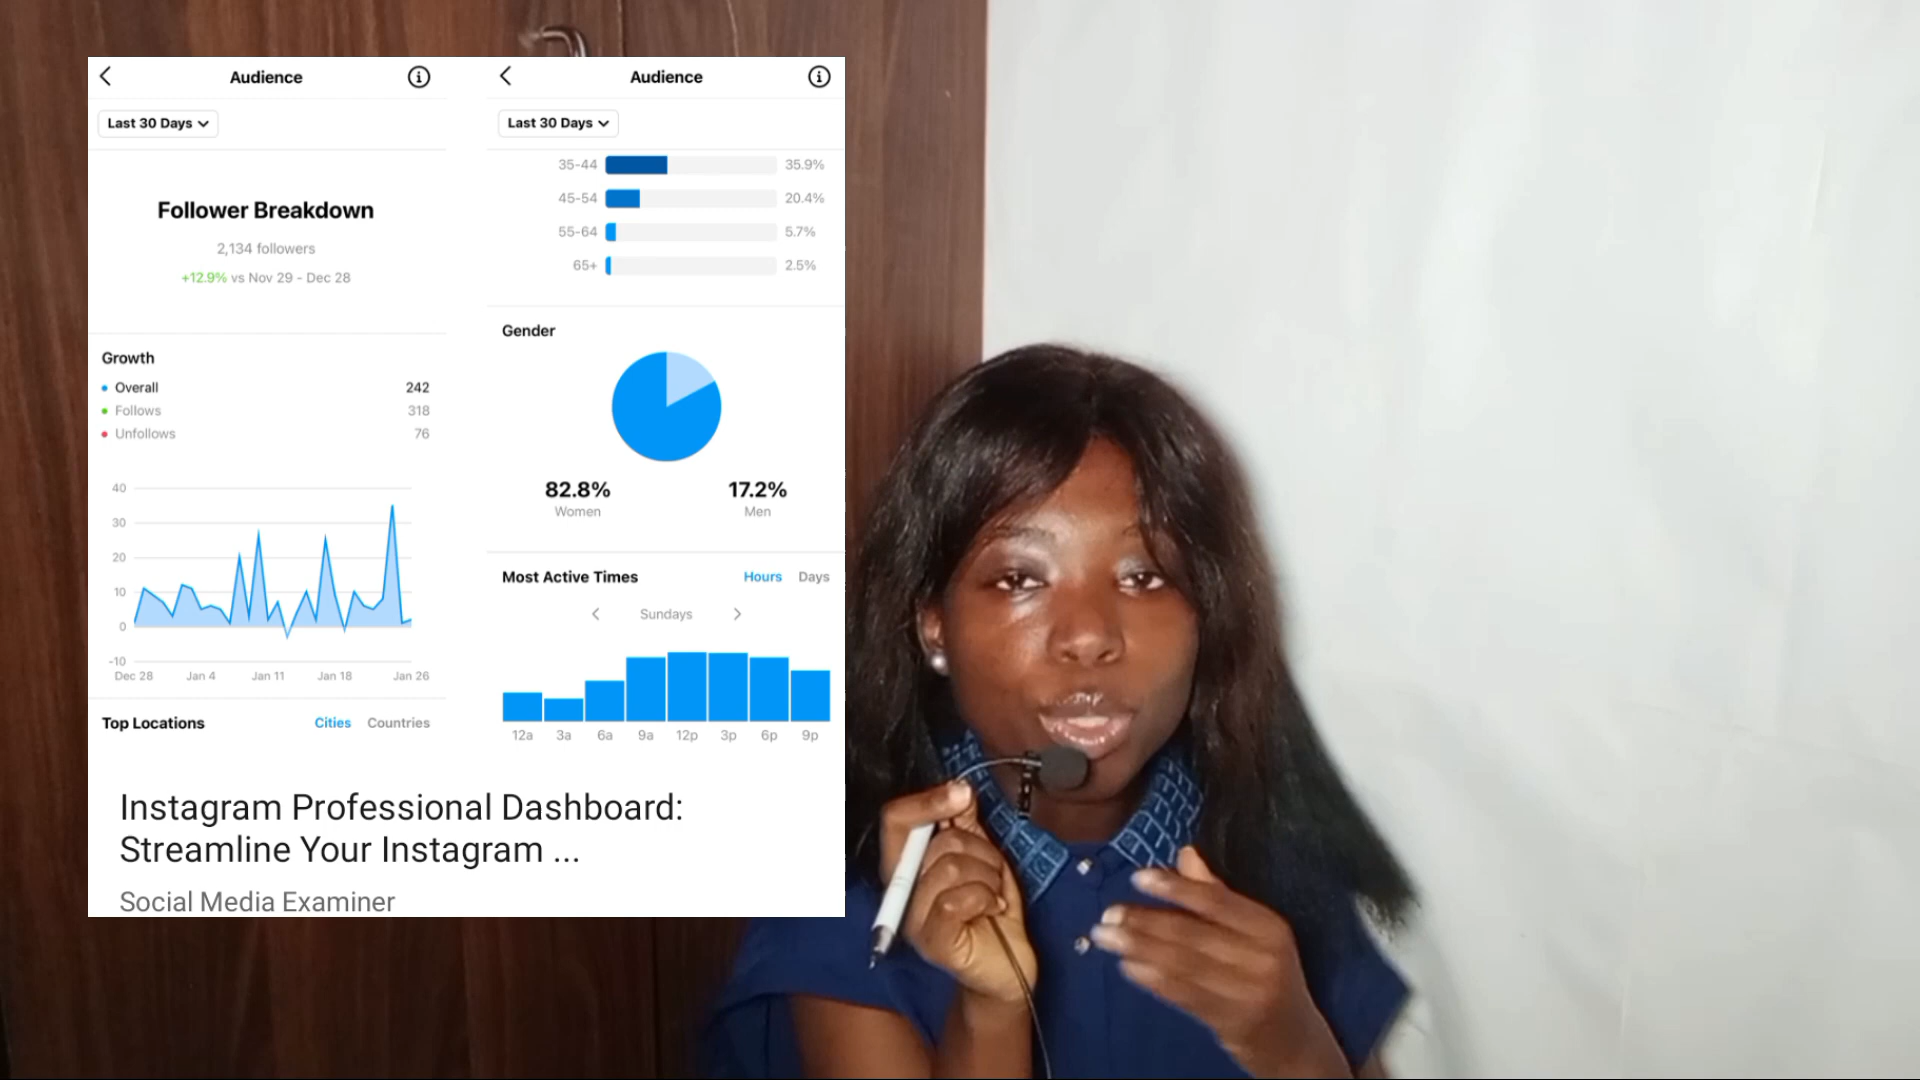 Audience
Last 30 Days
Follower Breakdown
2,134 followers
+12.9% vs Nov 29 - Dec 28
Growth
Overall 242
Follows 318
Unfollows 76
40
30
20
10
0
-10
Dec 28 Jan 4 Jan 11 Jan 18 Jan 26
Top Locations Cities Countries
Audience
Last 30 Days
35-44 35.9%
45-54 20.4%
55-64 5.7%
65+ 2.5%
Gender
82.8% 17.2%
Women Men
Most Active Times Hours Days
Sundays
12a 3a 6a 9a 12p 3p 6p 9p
Instagram Professional Dashboard:
Streamline Your Instagram ...
Social Media Examiner